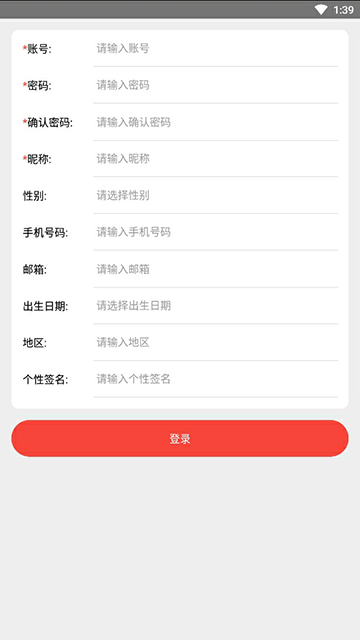 1:39
*账号: 请输入账号
*密码: 请输入密码
*确认密码: 请输入确认密码
*昵称: 请输入昵称
性别: 请选择性别
手机号码: 请输入手机号码
邮箱: 请输入邮箱
出生日期: 请选择出生日期
地区: 请输入地区
个性签名: 请输入个性签名
登录